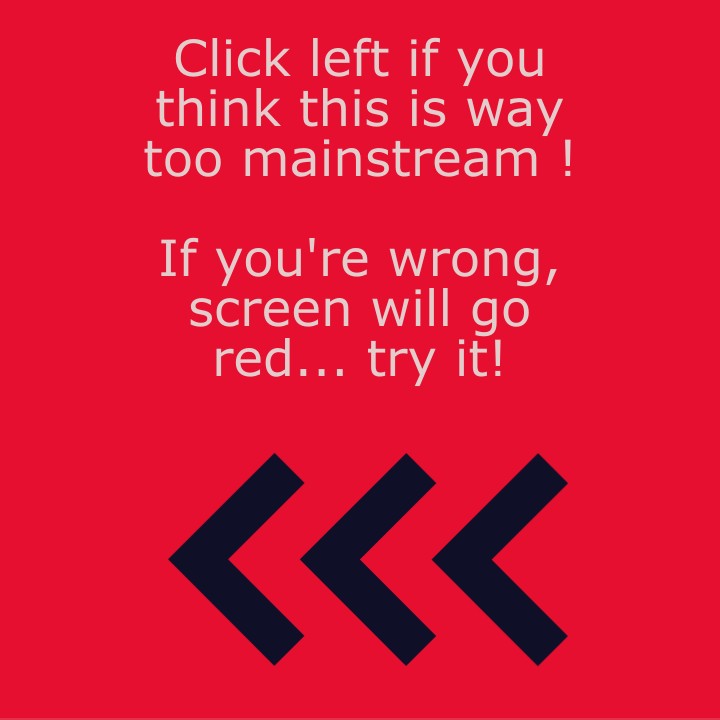 Click left if you
think this is way
too mainstream !
If you're wrong,
screen will go
red... try it!